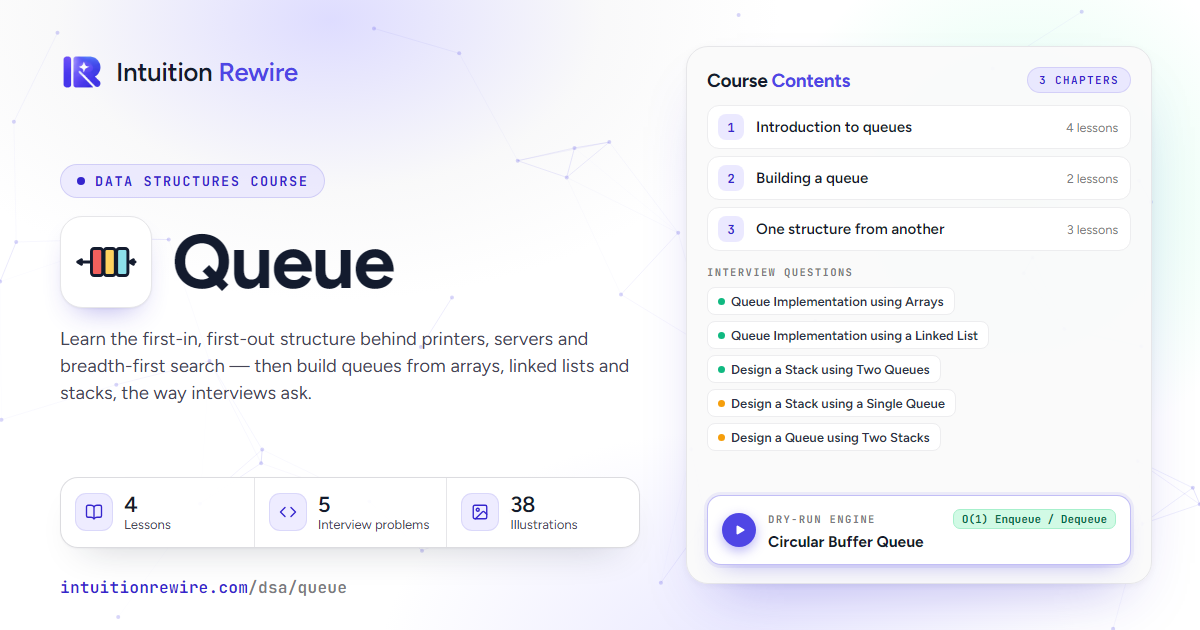 Intuition Rewire
DATA STRUCTURES COURSE
Queue
Learn the first-in, first-out structure behind printers, servers and
breadth-first search — then build queues from arrays, linked lists and
stacks, the way interviews ask.
4
Lessons
5
Interview problems
38
Illustrations
intuitionrewire.com/dsa/queue
Course Contents
3 CHAPTERS
1 Introduction to queues 4 lessons
2 Building a queue 2 lessons
3 One structure from another 3 lessons
INTERVIEW QUESTIONS
Queue Implementation using Arrays
Queue Implementation using a Linked List
Design a Stack using Two Queues
Design a Stack using a Single Queue
Design a Queue using Two Stacks
DRY-RUN ENGINE
O(1) Enqueue / Dequeue
Circular Buffer Queue